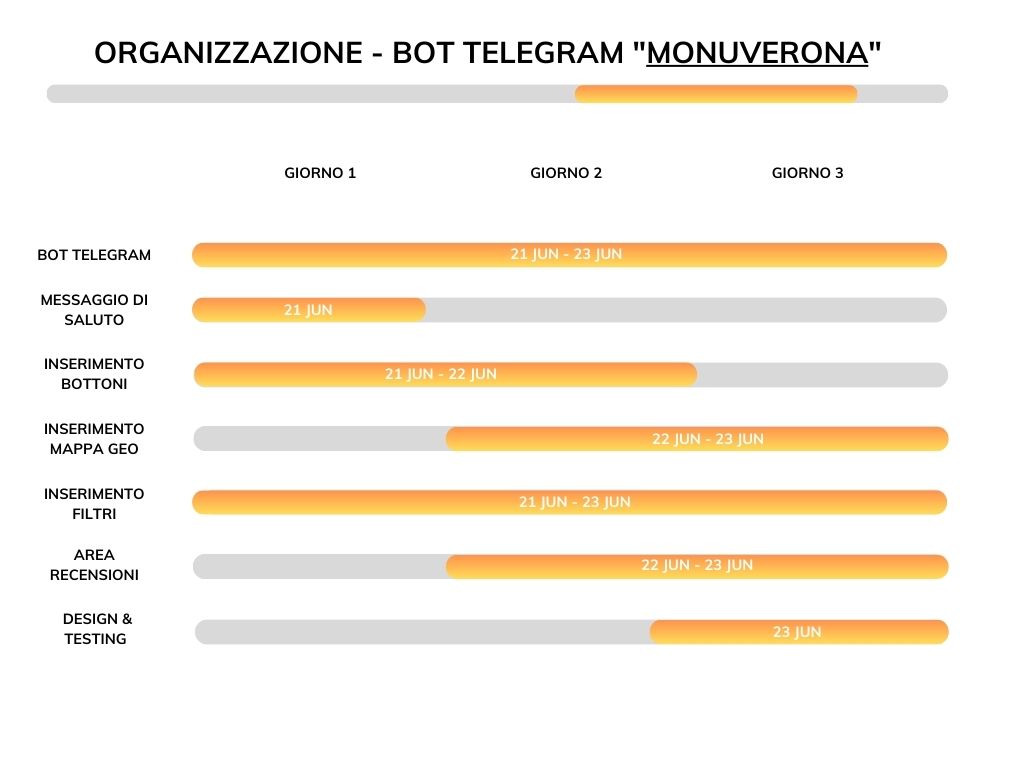 ORGANIZZAZIONE - BOT TELEGRAM "MONUVERONA"
GIORNO 1 GIORNO 2 GIORNO 3
BOT TELEGRAM 21 JUN - 23 JUN
MESSAGGIO DI
SALUTO
21 JUN
INSERIMENTO
BOTTONI
21 JUN - 22 JUN
INSERIMENTO
MAPPA GEO
22 JUN - 23 JUN
INSERIMENTO
FILTRI
21 JUN - 23 JUN
AREA
RECENSIONI
22 JUN - 23 JUN
DESIGN &
TESTING
23 JUN